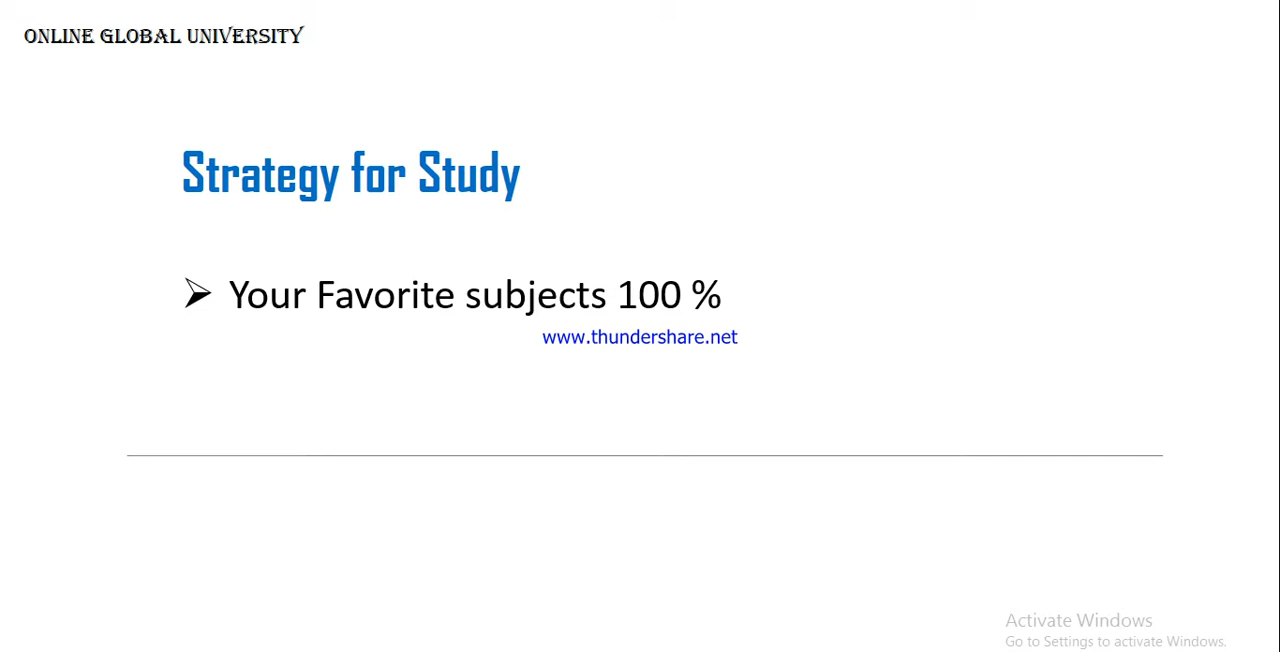 ONLINE GLOBAL UNIVERSITY
Strategy for Study
➢ Your Favorite subjects 100 %
www.thundershare.net
Activate Windows
Go to Settings to activate Windows.